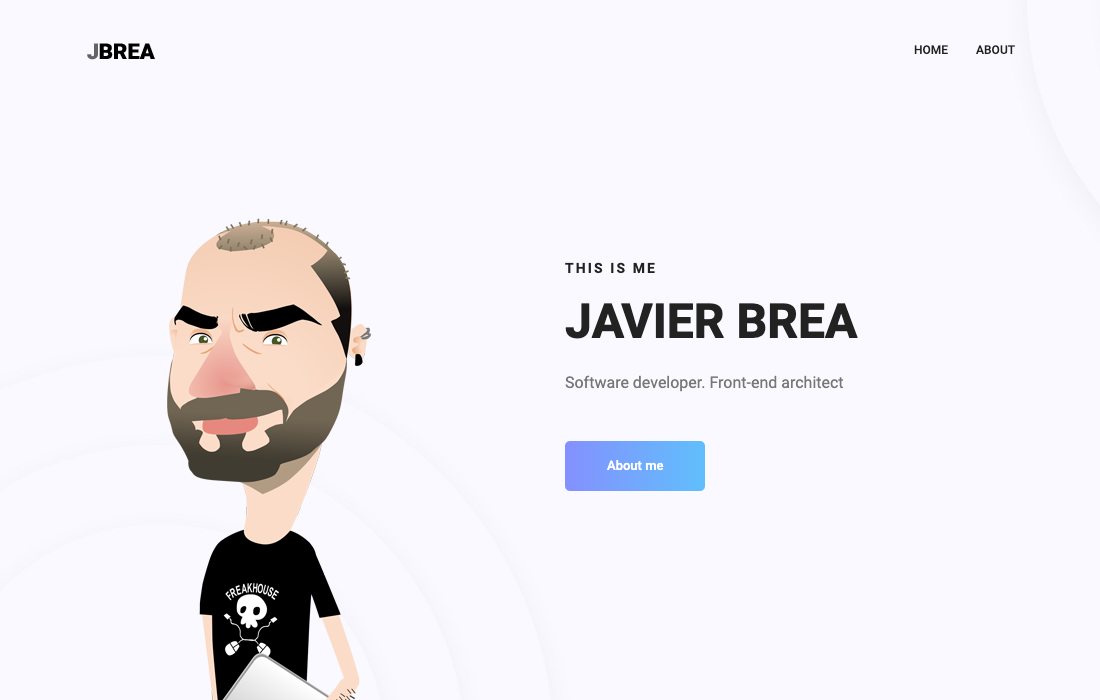 JBREA
HOME
ABOUT
THIS IS ME
JAVIER BREA
Software developer. Front-end architect
About me
FREAKHOUSE